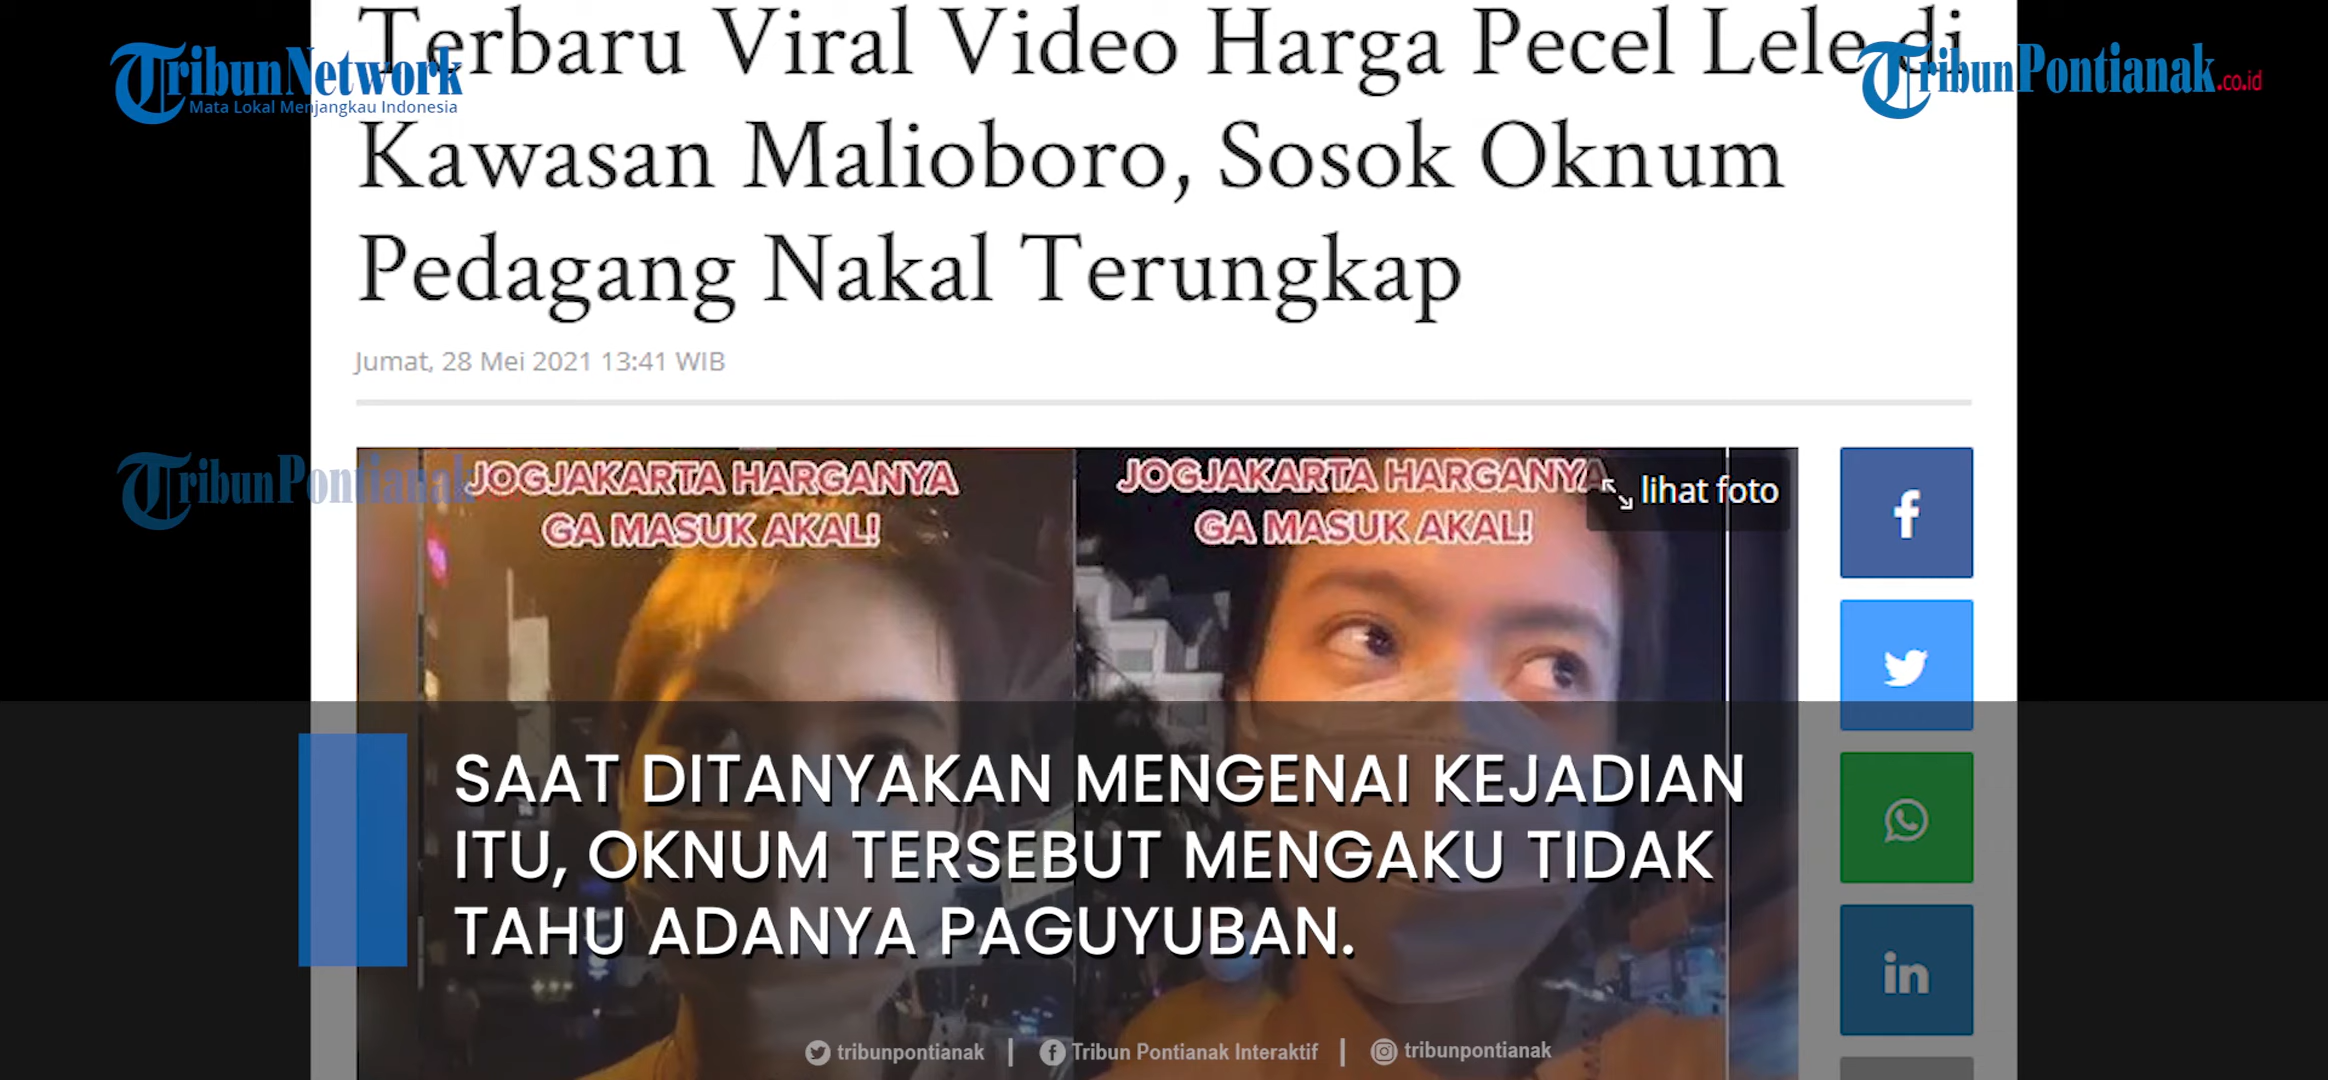 Terbaru Viral Video Harga Pecel Lele di
TribunNetwork
Mata Lokal Menjangkau Indonesia
TribunPontianak.co.id
Kawasan Malioboro, Sosok Oknum
Pedagang Nakal Terungkap
Jumat, 28 Mei 2021 13:41 WIB
TribunPontianak
JOGJAKARTA HARGANYA
GA MASUK AKAL!
JOGJAKARTA HARGANYA
GA MASUK AKAL!
lihat foto
f
in
SAAT DITANYAKAN MENGENAI KEJADIAN
ITU, OKNUM TERSEBUT MENGAKU TIDAK
TAHU ADANYA PAGUYUBAN.
tribunpontianak | Tribun Pontianak Interaktif | tribunpontianak